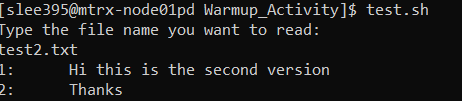 [slee395@mtrx-node01pd Warmup_Activity]$ test.sh
Type the file name you want to read:
test2.txt
1:      Hi this is the second version
2:      Thanks